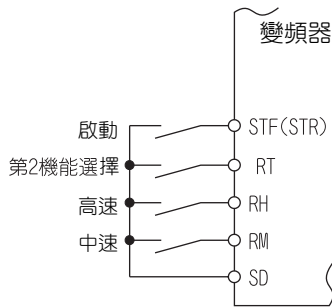 變頻器
啟動 STF(STR)
第2機能選擇 RT
高速 RH
中速 RM
SD